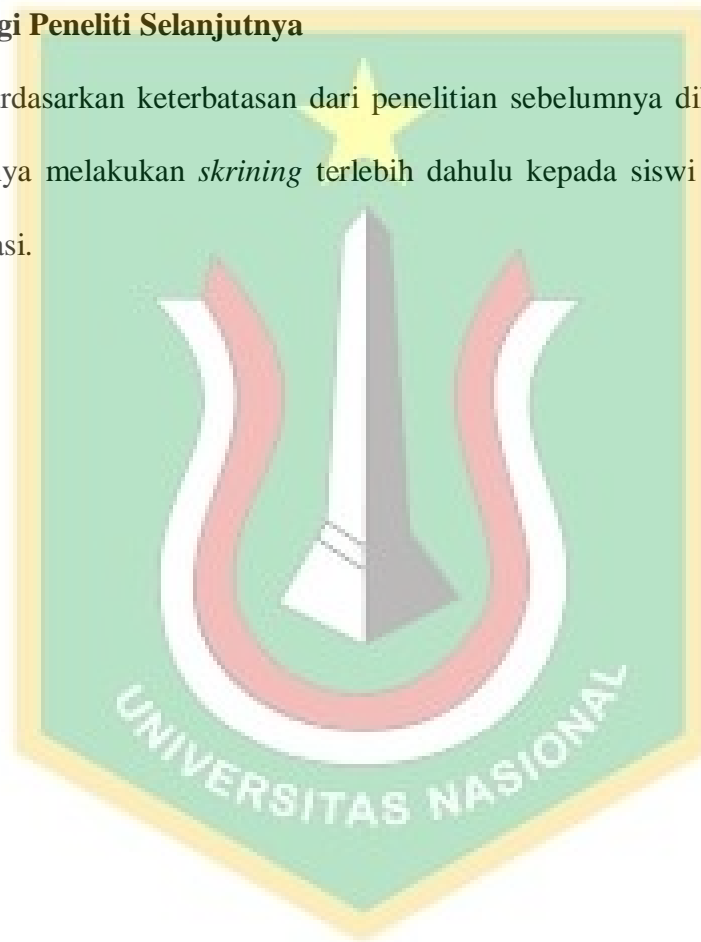 gi Peneliti Selanjutnya
rdasarkan keterbatasan dari penelitian sebelumnya di
ya melakukan skrining terlebih dahulu kepada siswi
asi.
UNIVERSITAS NASIONAL